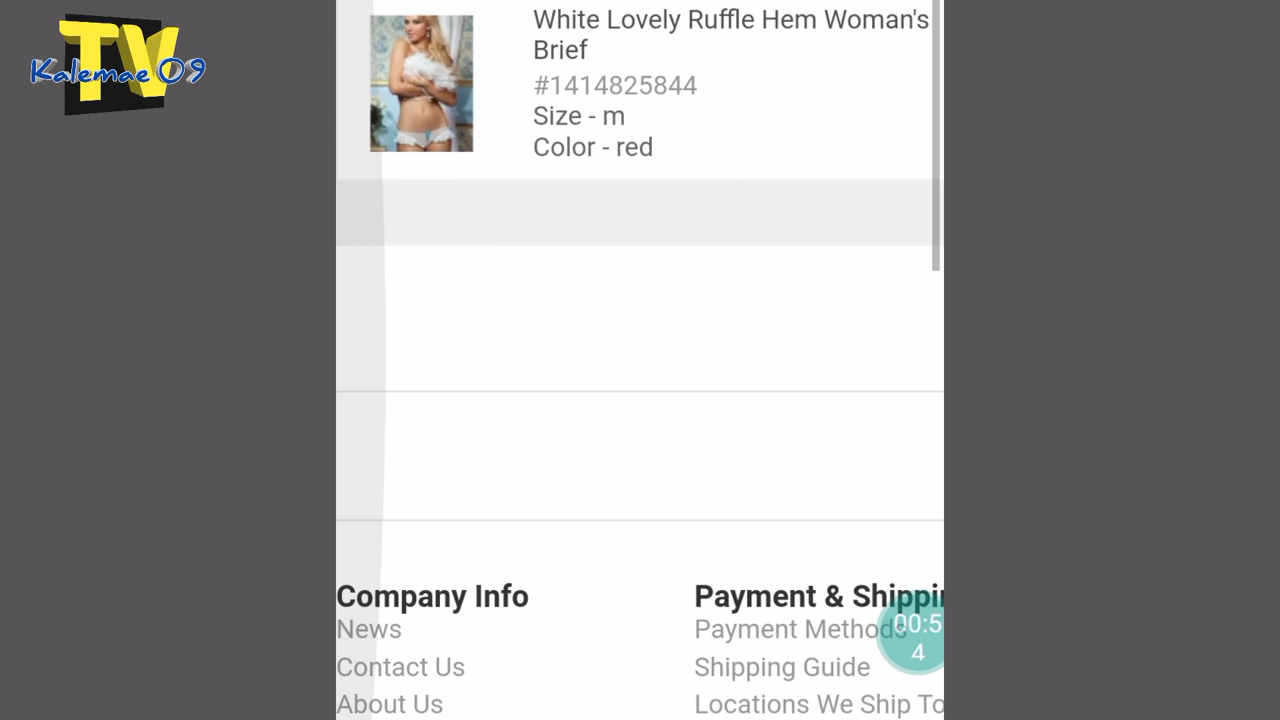 TV
Kalemae 09
White Lovely Ruffle Hem Woman's
Brief
#1414825844
Size - m
Color - red
Company Info
News
Contact Us
About Us
Payment & Shippin
Payment Methods
Shipping Guide
Locations We Ship To
00:5
4